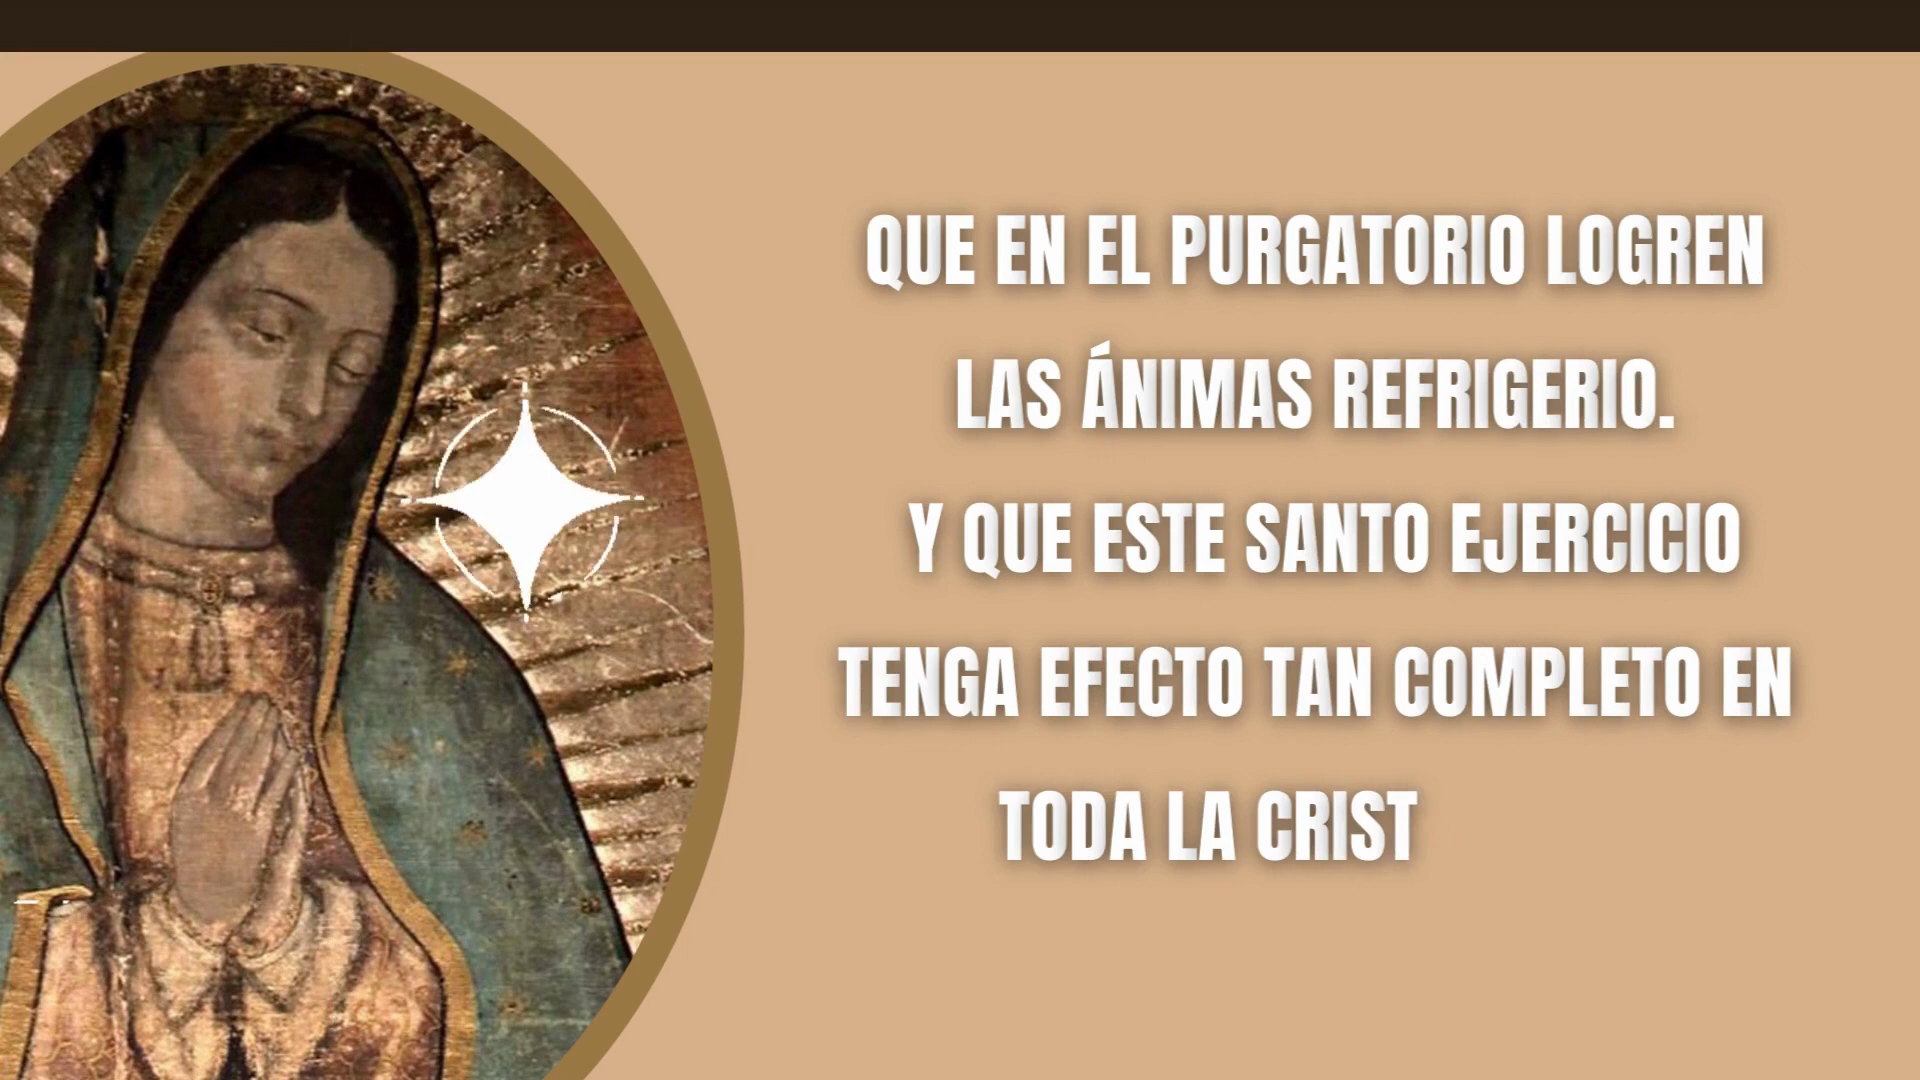 QUE EN EL PURGATORIO LOGREN
LAS ÁNIMAS REFRIGERIO.
Y QUE ESTE SANTO EJERCICIO
TENGA EFECTO TAN COMPLETO EN
TODA LA CRIST